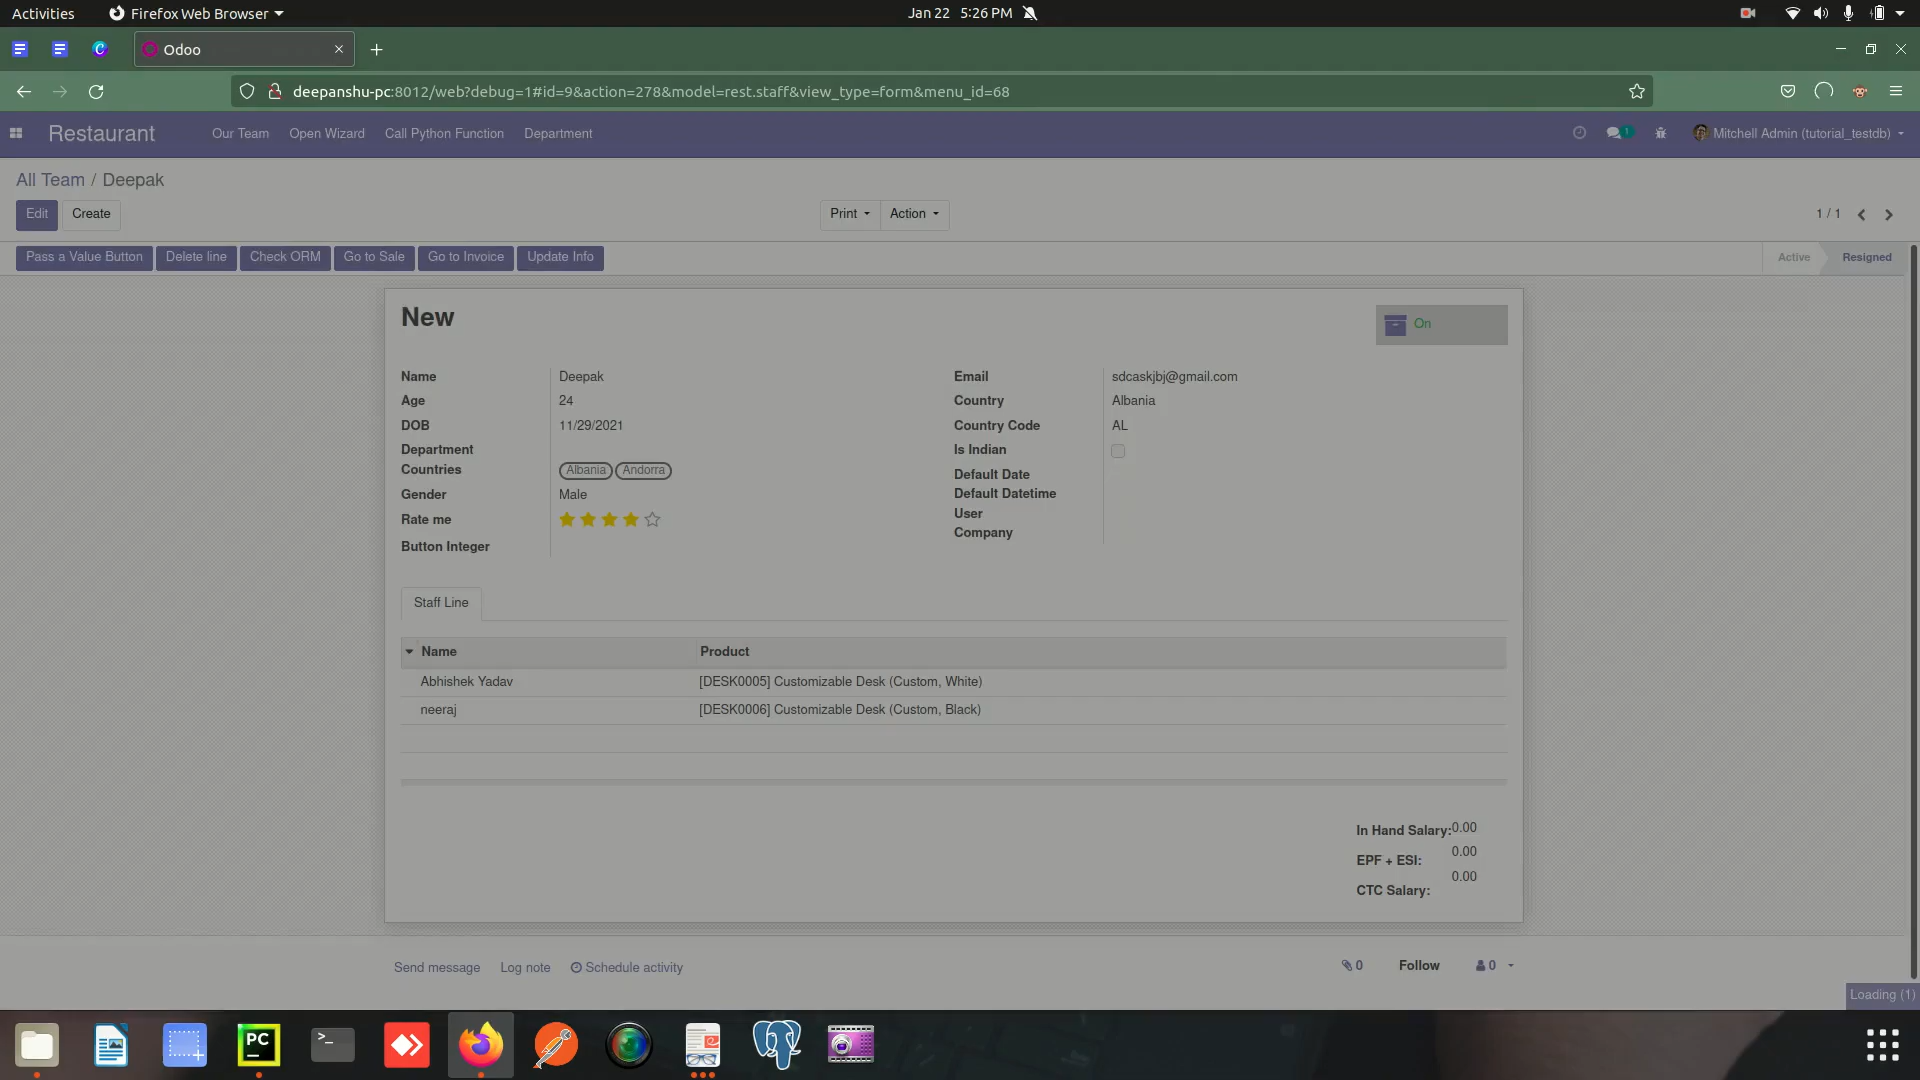 Activities Firefox Web Browser Jan 22 5:26 PM
Odoo
deepanshu-pc:8012/web?debug=1#id=9&action=278&model=rest.staff&view_type=form&menu_id=68
Restaurant Our Team Open Wizard Call Python Function Department 1 Mitchell Admin (tutorial_testdb)
All Team / Deepak
Edit Create Print Action 1 / 1
Pass a Value Button Delete line Check ORM Go to Sale Go to Invoice Update Info Active Resigned
New
On
Name Deepak Email sdcaskjbj@gmail.com
Age 24 Country Albania
DOB 11/29/2021 Country Code AL
Department Is Indian
Countries Albania Andorra Default Date
Gender Male Default Datetime
Rate me User
Company
Button Integer
Staff Line
Name Product
Abhishek Yadav [DESK0005] Customizable Desk (Custom, White)
neeraj [DESK0006] Customizable Desk (Custom, Black)
In Hand Salary: 0.00
EPF + ESI: 0.00
CTC Salary: 0.00
Send message Log note Schedule activity 0 Follow 0
Loading (1)
PC